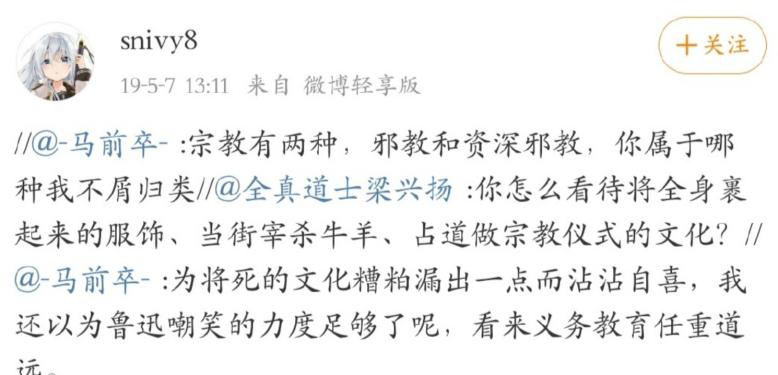 snivy8
+关注
19-5-7 13:11 来自 微博轻享版
//@-马前卒- :宗教有两种，邪教和资深邪教，你属于哪
种我不屑归类//@全真道士梁兴扬 :你怎么看待将全身裹
起来的服饰、当街宰杀牛羊、占道做宗教仪式的文化？//
@-马前卒- :为将死的文化糟粕漏出一点而沾沾自喜，我
还以为鲁迅嘲笑的力度足够了呢，看来义务教育任重道
远。